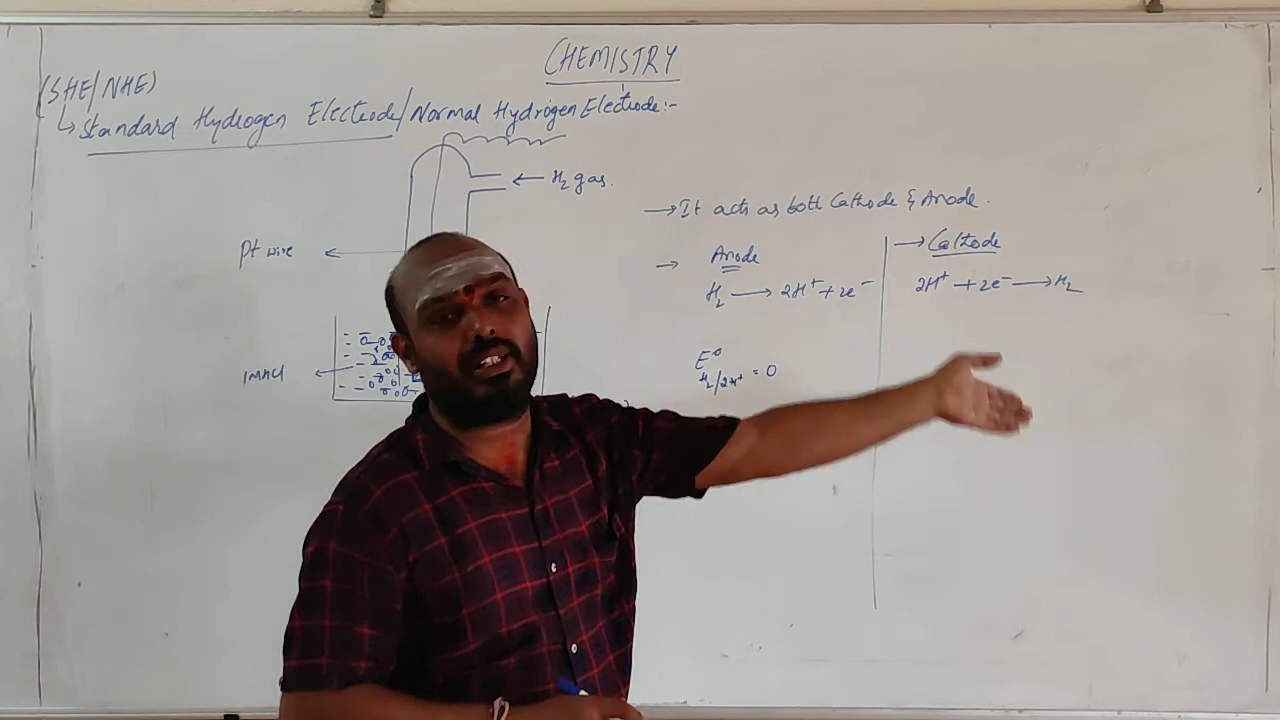 CHEMISTRY
(SHE/NHE)
↳ Standard Hydrogen Electrode/Normal Hydrogen Electrode:-
← H₂ gas.
→ It acts as both Cathode & Anode.
Pt wire
→ Anode
→ Cathode
H₂ → 2H⁺ + 2e⁻
2H⁺ + 2e⁻ → H₂
1M HCl
E° H₂/2H⁺ = 0